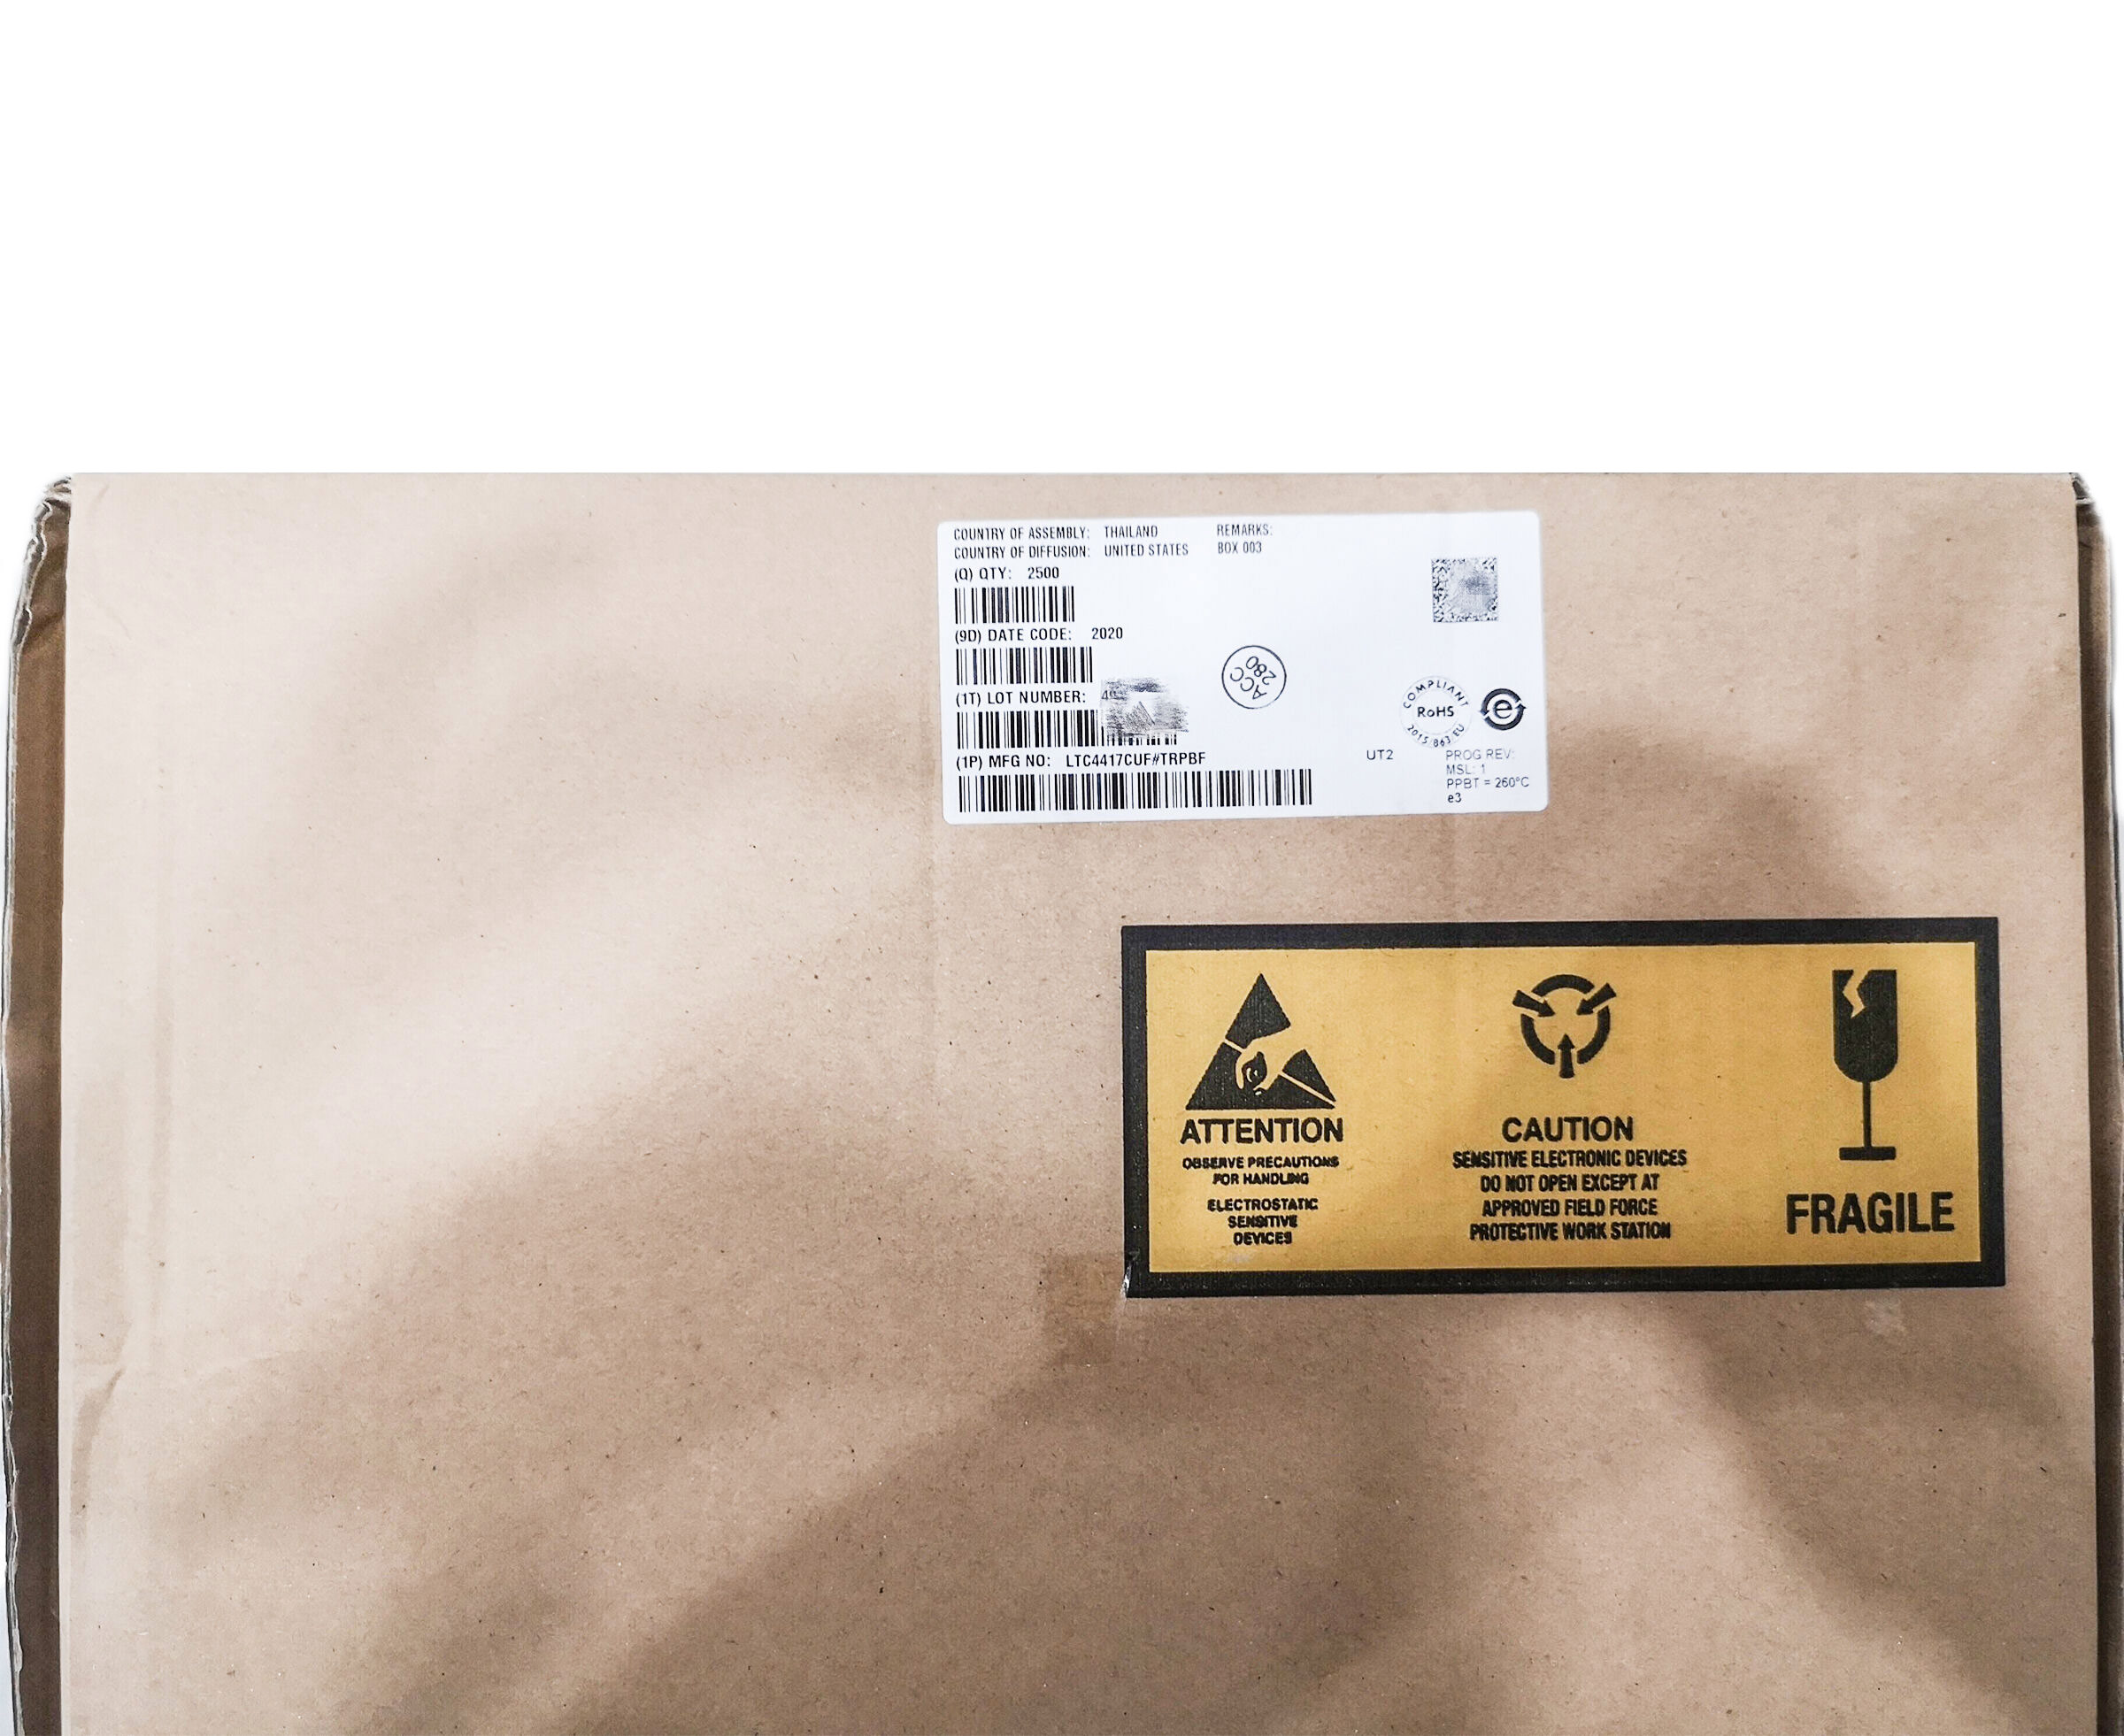 COUNTRY OF ASSEMBLY: THAILAND
COUNTRY OF DIFFUSION: UNITED STATES
REMARKS:
BOX 003
(Q) QTY: 2500
(9D) DATE CODE: 2020
(1T) LOT NUMBER:
(1P) MFG NO: LTC4417CUF#TRPBF
ACC
280
COMPLIANT
RoHS
2015/863/EU
e
UT2
PROG REV:
MSL: 1
PPBT = 260°C
e3
ATTENTION
OBSERVE PRECAUTIONS
FOR HANDLING
ELECTROSTATIC
SENSITIVE
DEVICES
CAUTION
SENSITIVE ELECTRONIC DEVICES
DO NOT OPEN EXCEPT AT
APPROVED FIELD FORCE
PROTECTIVE WORK STATION
FRAGILE